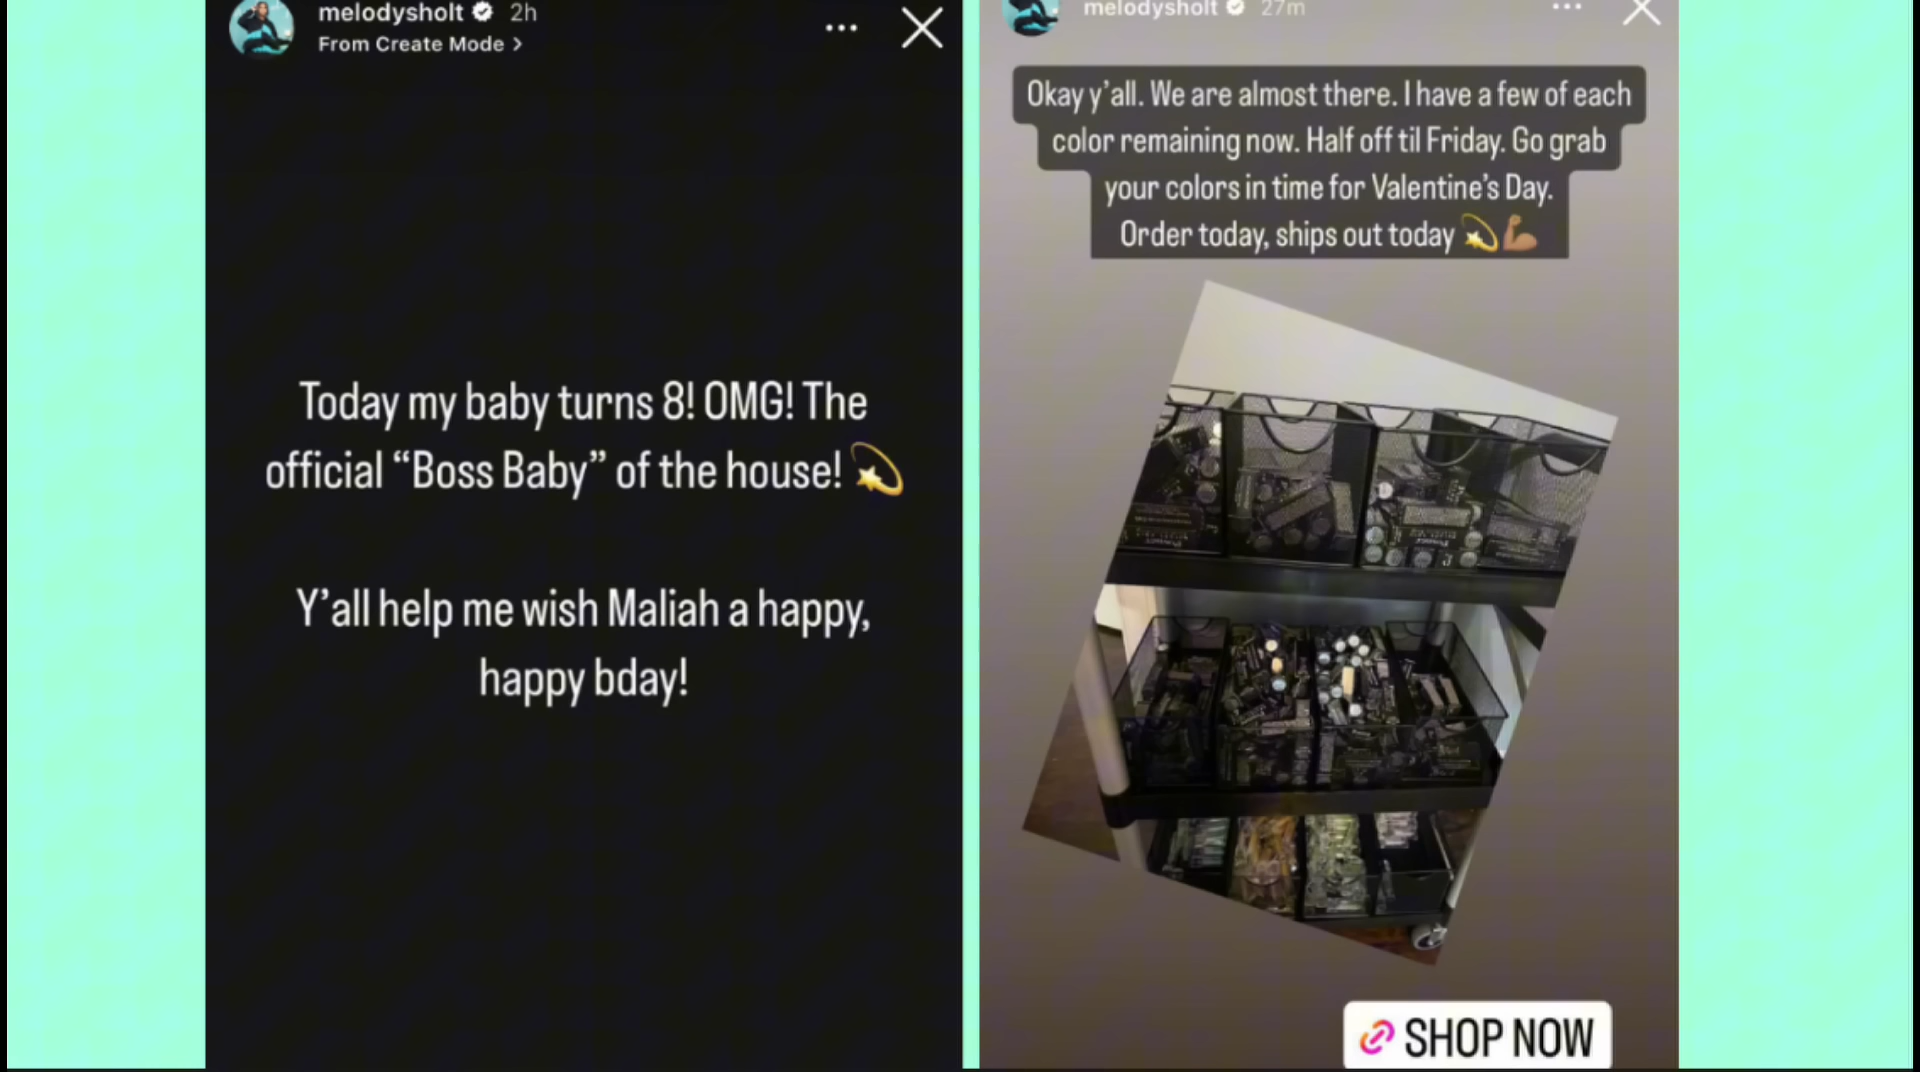 melodysholt 2h
From Create Mode >
Today my baby turns 8! OMG! The
official “Boss Baby” of the house! 💫
Y’all help me wish Maliah a happy,
happy bday!
melodysholt 27m
Okay y’all. We are almost there. I have a few of each
color remaining now. Half off til Friday. Go grab
your colors in time for Valentine’s Day.
Order today, ships out today 💫💪🏽
SHOP NOW